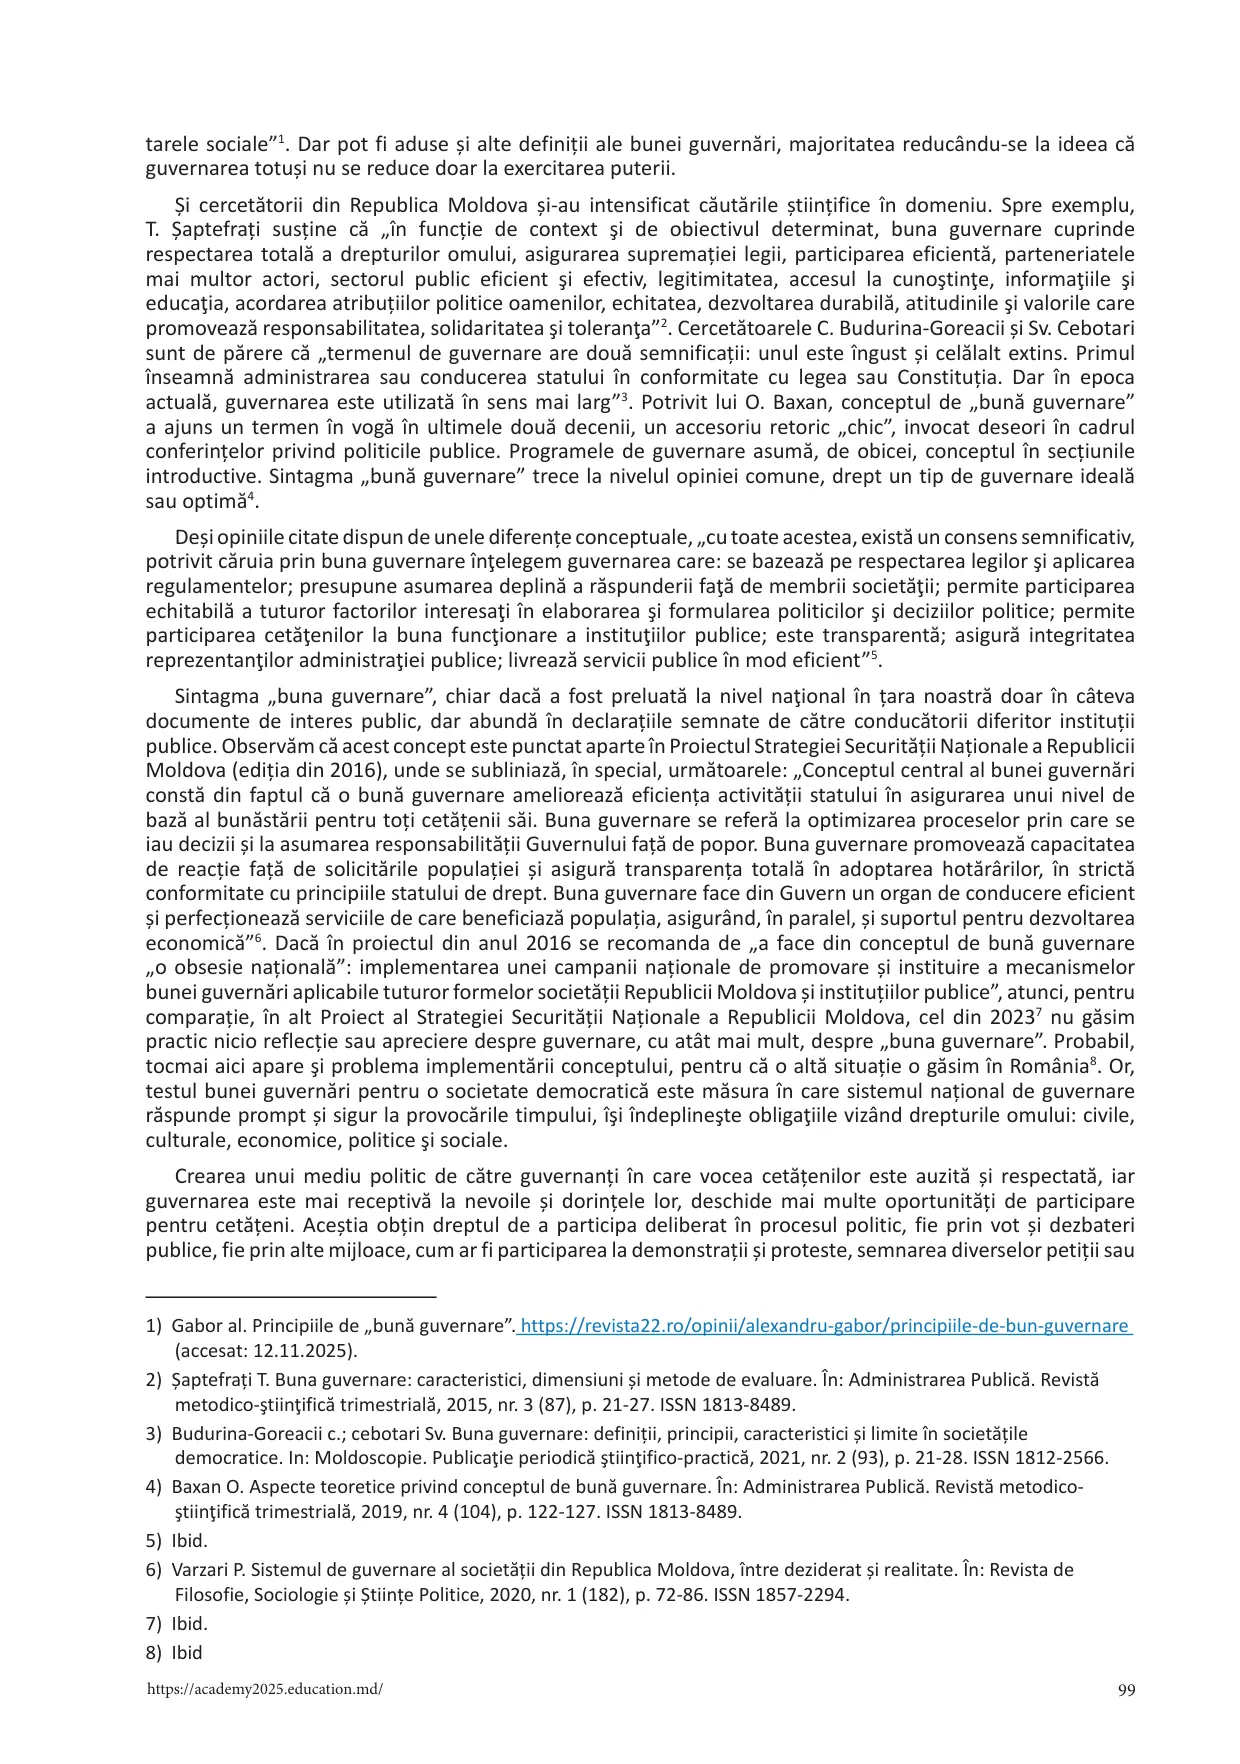 tarele sociale”1. Dar pot fi aduse și alte definiții ale bunei guvernări, majoritatea reducându-se la ideea că
guvernarea totuși nu se reduce doar la exercitarea puterii.
Și cercetătorii din Republica Moldova și-au intensificat căutările științifice în domeniu. Spre exemplu,
T. Șaptefrați susține că „în funcție de context şi de obiectivul determinat, buna guvernare cuprinde
respectarea totală a drepturilor omului, asigurarea supremației legii, participarea eficientă, parteneriatele
mai multor actori, sectorul public eficient şi efectiv, legitimitatea, accesul la cunoştinţe, informaţiile şi
educaţia, acordarea atribuțiilor politice oamenilor, echitatea, dezvoltarea durabilă, atitudinile şi valorile care
promovează responsabilitatea, solidaritatea şi toleranţa”2. Cercetătoarele C. Budurina-Goreacii și Sv. Cebotari
sunt de părere că „termenul de guvernare are două semnificații: unul este îngust și celălalt extins. Primul
înseamnă administrarea sau conducerea statului în conformitate cu legea sau Constituția. Dar în epoca
actuală, guvernarea este utilizată în sens mai larg”3. Potrivit lui O. Baxan, conceptul de „bună guvernare”
a ajuns un termen în vogă în ultimele două decenii, un accesoriu retoric „chic”, invocat deseori în cadrul
conferințelor privind politicile publice. Programele de guvernare asumă, de obicei, conceptul în secțiunile
introductive. Sintagma „bună guvernare” trece la nivelul opiniei comune, drept un tip de guvernare ideală
sau optimă4.
Deși opiniile citate dispun de unele diferențe conceptuale, „cu toate acestea, există un consens semnificativ,
potrivit căruia prin buna guvernare înţelegem guvernarea care: se bazează pe respectarea legilor şi aplicarea
regulamentelor; presupune asumarea deplină a răspunderii faţă de membrii societăţii; permite participarea
echitabilă a tuturor factorilor interesaţi în elaborarea şi formularea politicilor şi deciziilor politice; permite
participarea cetăţenilor la buna funcţionare a instituţiilor publice; este transparentă; asigură integritatea
reprezentanţilor administraţiei publice; livrează servicii publice în mod eficient”5.
Sintagma „buna guvernare”, chiar dacă a fost preluată la nivel naţional în țara noastră doar în câteva
documente de interes public, dar abundă în declarațiile semnate de către conducătorii diferitor instituții
publice. Observăm că acest concept este punctat aparte în Proiectul Strategiei Securității Naționale a Republicii
Moldova (ediția din 2016), unde se subliniază, în special, următoarele: „Conceptul central al bunei guvernări
constă din faptul că o bună guvernare ameliorează eficiența activității statului în asigurarea unui nivel de
bază al bunăstării pentru toți cetățenii săi. Buna guvernare se referă la optimizarea proceselor prin care se
iau decizii și la asumarea responsabilității Guvernului față de popor. Buna guvernare promovează capacitatea
de reacție față de solicitările populației și asigură transparența totală în adoptarea hotărârilor, în strictă
conformitate cu principiile statului de drept. Buna guvernare face din Guvern un organ de conducere eficient
și perfecționează serviciile de care beneficiază populația, asigurând, în paralel, și suportul pentru dezvoltarea
economică”6. Dacă în proiectul din anul 2016 se recomanda de „a face din conceptul de bună guvernare
„o obsesie națională”: implementarea unei campanii naționale de promovare și instituire a mecanismelor
bunei guvernări aplicabile tuturor formelor societății Republicii Moldova și instituțiilor publice”, atunci, pentru
comparație, în alt Proiect al Strategiei Securității Naționale a Republicii Moldova, cel din 20237 nu găsim
practic nicio reflecție sau apreciere despre guvernare, cu atât mai mult, despre „buna guvernare”. Probabil,
tocmai aici apare şi problema implementării conceptului, pentru că o altă situație o găsim în România8. Or,
testul bunei guvernări pentru o societate democratică este măsura în care sistemul național de guvernare
răspunde prompt și sigur la provocările timpului, îşi îndeplineşte obligaţiile vizând drepturile omului: civile,
culturale, economice, politice şi sociale.
Crearea unui mediu politic de către guvernanți în care vocea cetățenilor este auzită și respectată, iar
guvernarea este mai receptivă la nevoile și dorințele lor, deschide mai multe oportunități de participare
pentru cetățeni. Aceștia obțin dreptul de a participa deliberat în procesul politic, fie prin vot și dezbateri
publice, fie prin alte mijloace, cum ar fi participarea la demonstrații și proteste, semnarea diverselor petiții sau
1) Gabor al. Principiile de „bună guvernare”. https://revista22.ro/opinii/alexandru-gabor/principiile-de-bun-guvernare
(accesat: 12.11.2025).
2) Șaptefrați T. Buna guvernare: caracteristici, dimensiuni și metode de evaluare. În: Administrarea Publică. Revistă
metodico-ştiinţifică trimestrială, 2015, nr. 3 (87), p. 21-27. ISSN 1813-8489.
3) Budurina-Goreacii c.; cebotari Sv. Buna guvernare: definiții, principii, caracteristici și limite în societățile
democratice. In: Moldoscopie. Publicaţie periodică ştiinţifico-practică, 2021, nr. 2 (93), p. 21-28. ISSN 1812-2566.
4) Baxan O. Aspecte teoretice privind conceptul de bună guvernare. În: Administrarea Publică. Revistă metodico-
ştiinţifică trimestrială, 2019, nr. 4 (104), p. 122-127. ISSN 1813-8489.
5) Ibid.
6) Varzari P. Sistemul de guvernare al societății din Republica Moldova, între deziderat și realitate. În: Revista de
Filosofie, Sociologie și Științe Politice, 2020, nr. 1 (182), p. 72-86. ISSN 1857-2294.
7) Ibid.
8) Ibid
https://academy2025.education.md/
99